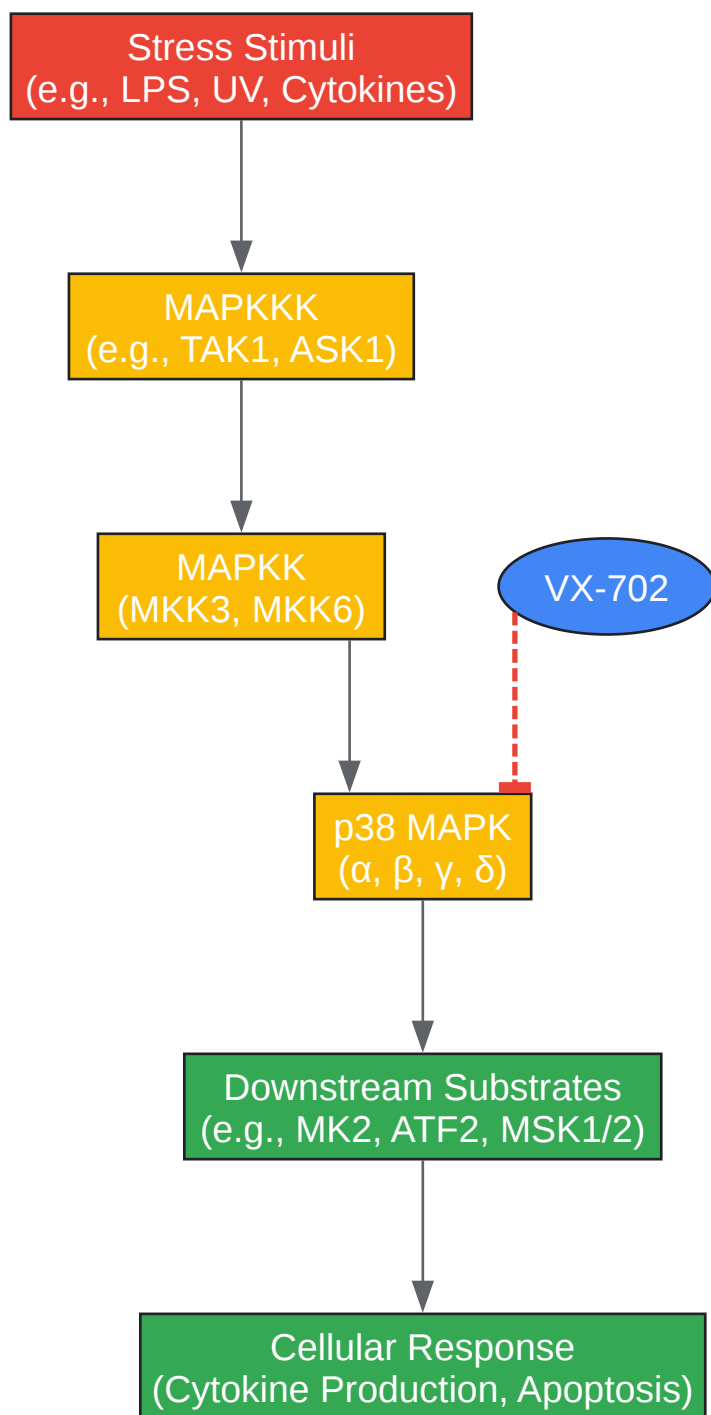 Stress Stimuli
(e.g., LPS, UV, Cytokines)
MAPKKK
(e.g., TAK1, ASK1)
MAPKK
(MKK3, MKK6)
VX-702
p38 MAPK
(α, β, γ, δ)
Downstream Substrates
(e.g., MK2, ATF2, MSK1/2)
Cellular Response
(Cytokine Production, Apoptosis)